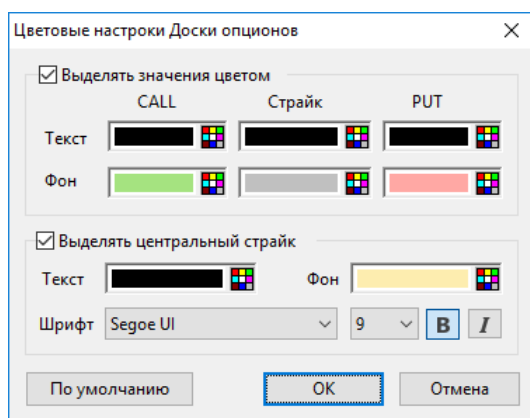 Цветовые настройки Доски опционов
Выделять значения цветом
CALL Страйк PUT
Текст
Фон
Выделять центральный страйк
Текст Фон
Шрифт Segoe UI 9 B I
По умолчанию OK Отмена